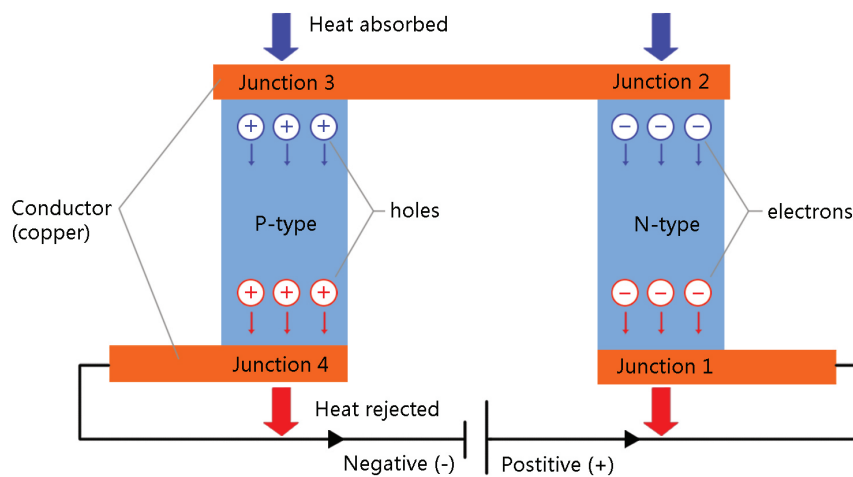 Heat absorbed
Junction 3
Junction 2
+ + +
− − −
Conductor
(copper)
holes
electrons
P-type
N-type
+ + +
− − −
Junction 4
Junction 1
Heat rejected
Negative (-)
Postitive (+)